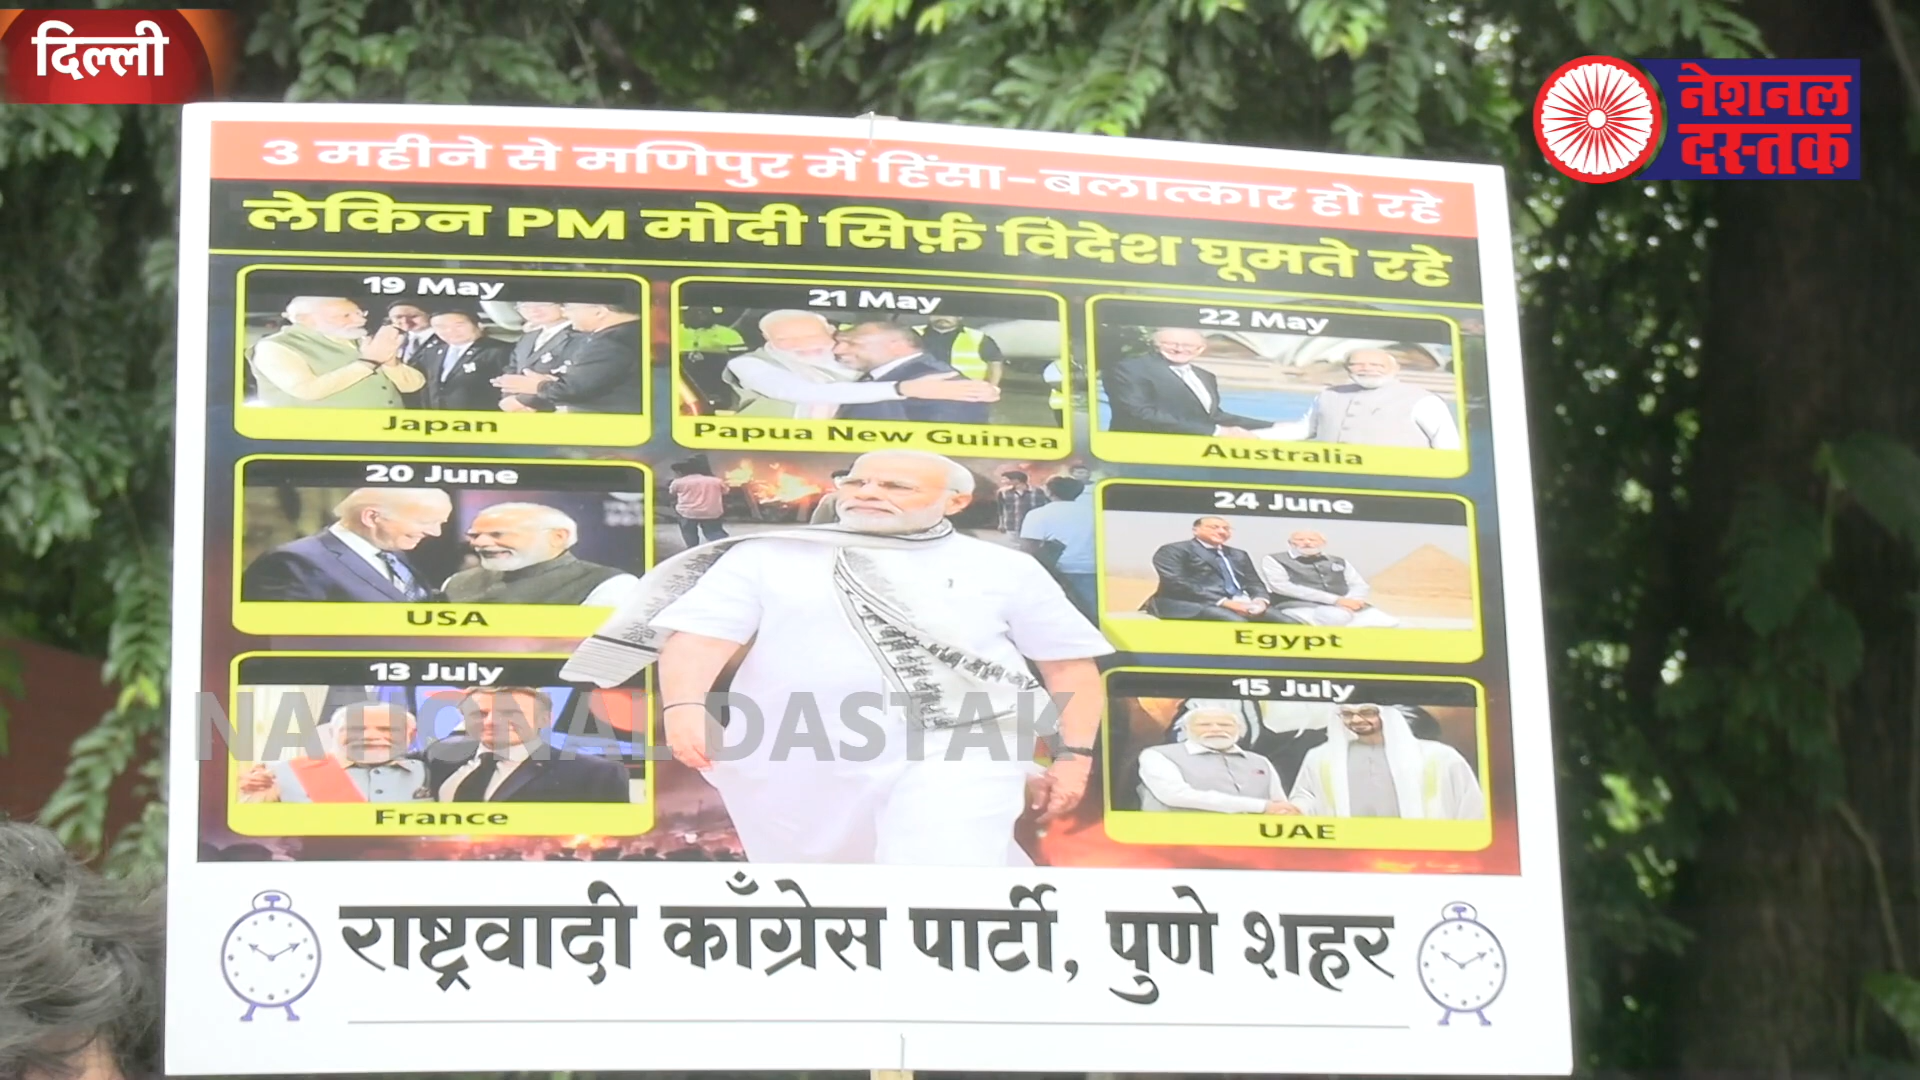 दिल्ली
नेशनल
दस्तक
3 महीने से मणिपुर में हिंसा-बलात्कार हो रहे
लेकिन PM मोदी सिर्फ़ विदेश घूमते रहे
19 May
21 May
22 May
Japan
Papua New Guinea
Australia
20 June
24 June
USA
Egypt
13 July
15 July
NATIONAL DASTAK
France
UAE
राष्ट्रवादी काँग्रेस पार्टी, पुणे शहर